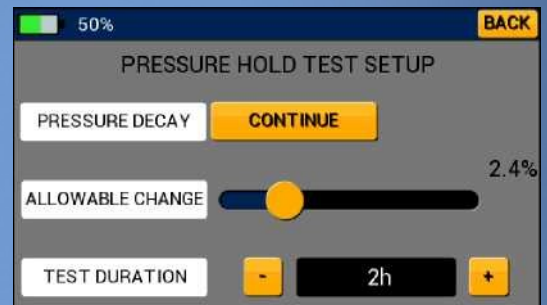 50% BACK
PRESSURE HOLD TEST SETUP
PRESSURE DECAY CONTINUE
2.4%
ALLOWABLE CHANGE
TEST DURATION - 2h +